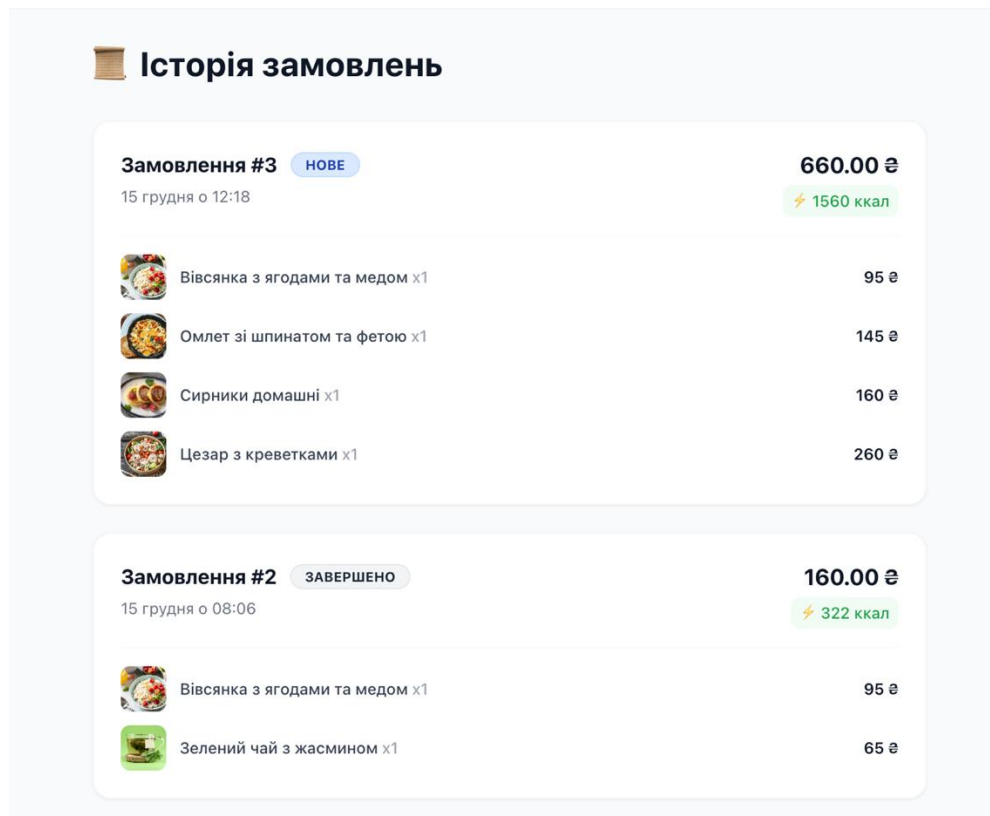 Історія замовлень
Замовлення #3 НОВЕ 660.00 ₴
15 грудня о 12:18 ⚡ 1560 ккал
Вівсянка з ягодами та медом x1 95 ₴
Омлет зі шпинатом та фетою x1 145 ₴
Сирники домашні x1 160 ₴
Цезар з креветками x1 260 ₴
Замовлення #2 ЗАВЕРШЕНО 160.00 ₴
15 грудня о 08:06 ⚡ 322 ккал
Вівсянка з ягодами та медом x1 95 ₴
Зелений чай з жасмином x1 65 ₴